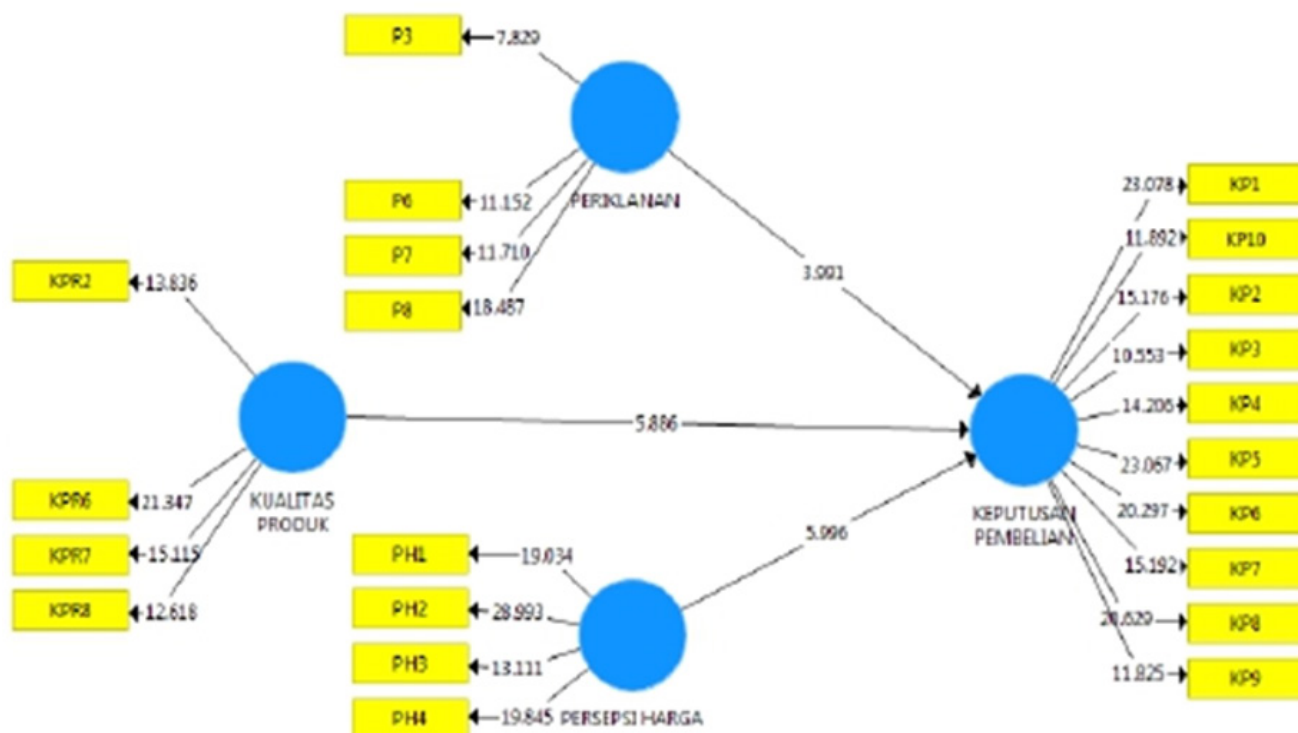 P3
7.829
P6
11.152
PERIKLANAN
P7
11.710
P8
18.487
KPR2
13.836
3.991
KP1
23.078
KP10
11.892
KP2
15.176
KP3
10.553
KP4
14.206
KP5
23.067
KP6
20.297
KP7
15.192
KP8
KP9
11.825
5.886
KUALITAS
PRODUK
KPR6
21.347
KPR7
15.115
KPR8
12.618
KEPUTUSAN
PEMBELIAN
5.996
PH1
19.034
PH2
28.993
PH3
13.111
PH4
19.845
PERSEPSI HARGA